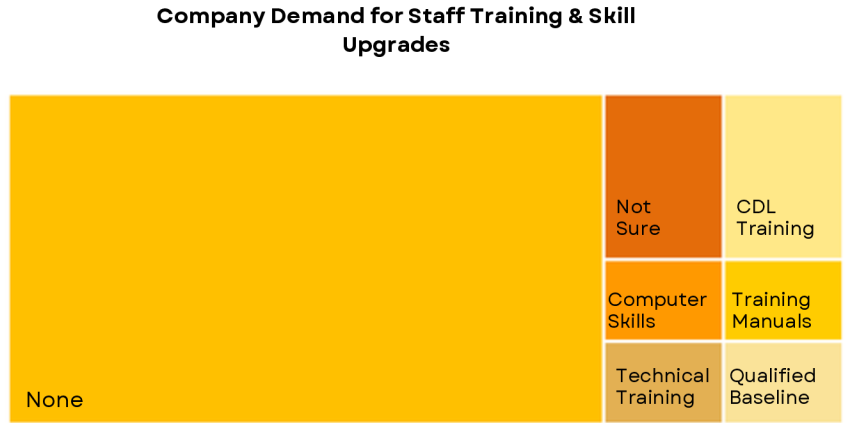 Company Demand for Staff Training & Skill
Upgrades
None
Not
Sure
CDL
Training
Computer
Skills
Training
Manuals
Technical
Training
Qualified
Baseline